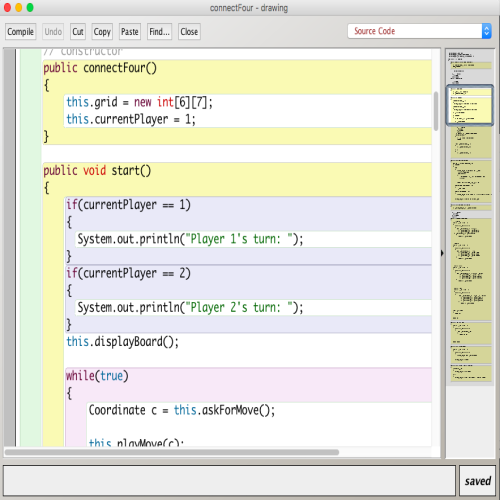 connectFour - drawing
Compile Undo Cut Copy Paste Find... Close Source Code
// Constructor
public connectFour()
{
this.grid = new int[6][7];
this.currentPlayer = 1;
}
public void start()
{
if(currentPlayer == 1)
{
System.out.println("Player 1's turn: ");
}
if(currentPlayer == 2)
{
System.out.println("Player 2's turn: ");
}
this.displayBoard();
while(true)
{
Coordinate c = this.askForMove();
this.playMove(c);
saved